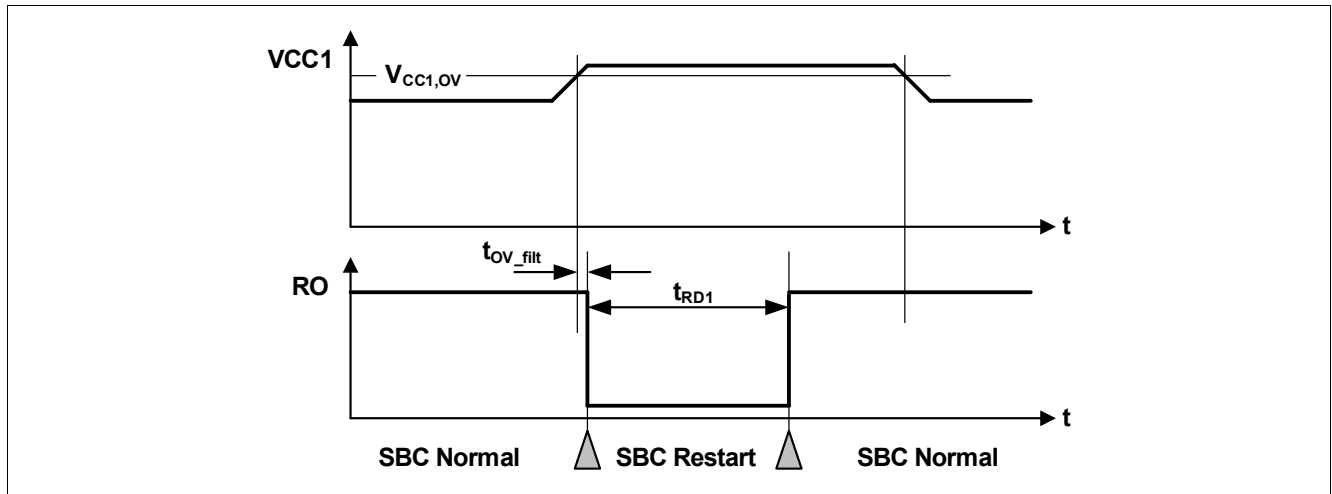 VCC1
VCC1,OV
t
tOV_filt
RO
tRD1
t
SBC Normal SBC Restart SBC Normal